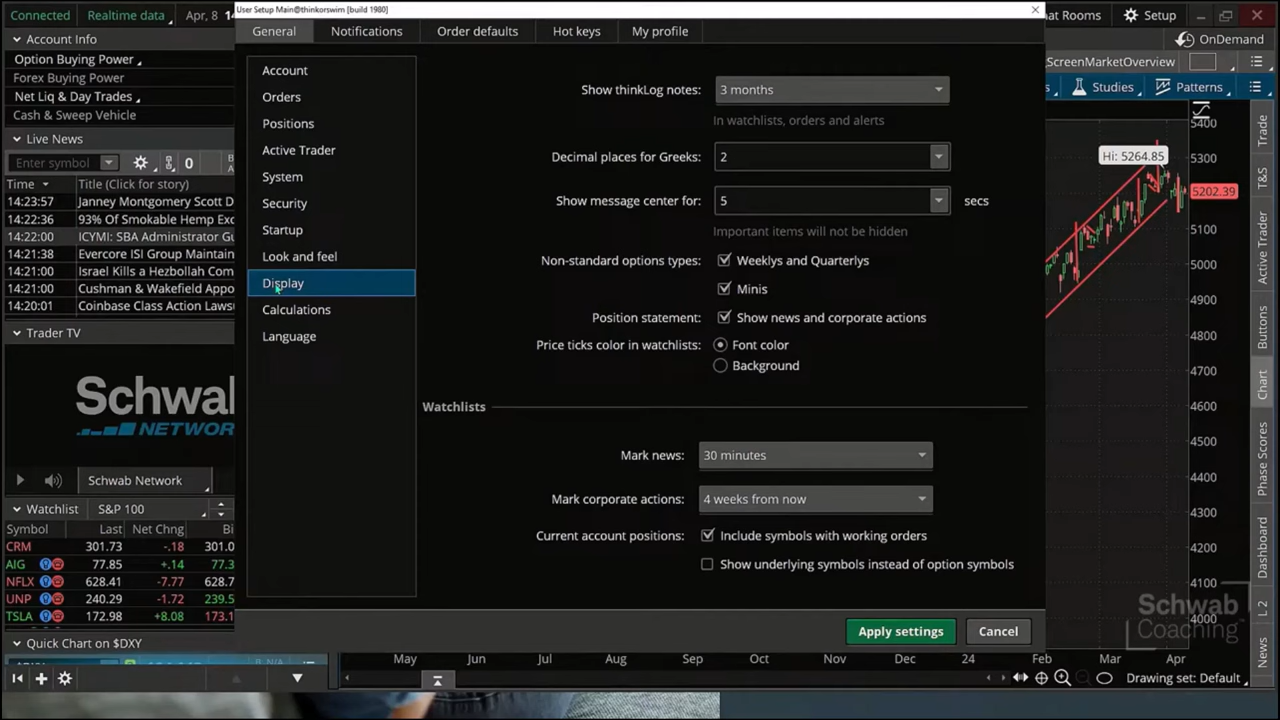 Connected
Realtime data
Apr, 8
User Setup Main@thinkorswim [build 1980]
Setup
OnDemand
Account Info
Option Buying Power
Forex Buying Power
Net Liq & Day Trades
Cash & Sweep Vehicle
Live News
Enter symbol
0
Time
Title (Click for story)
14:23:57 Janney Montgomery Scott D
14:22:36 93% Of Smokable Hemp Exc
14:22:00 ICYMI: SBA Administrator Gu
14:21:38 Evercore ISI Group Maintain
14:21:00 Israel Kills a Hezbollah Com
14:21:00 Cushman & Wakefield Appo
14:20:01 Coinbase Class Action Lawsu
Trader TV
Schwab
NETWOR
Schwab Network
Watchlist
S&P 100
Symbol Last Net Chng Bi
CRM 301.73 -.18 301.0
AIG 77.85 +.14 77.3
NFLX 628.41 -7.77 628.7
UNP 240.29 -1.72 239.5
TSLA 172.98 +8.08 173.1
Quick Chart on $DXY
General
Notifications
Order defaults
Hot keys
My profile
Account
Orders
Positions
Active Trader
System
Security
Startup
Look and feel
Display
Calculations
Language
Show thinkLog notes: 3 months
In watchlists, orders and alerts
Decimal places for Greeks: 2
Show message center for: 5 secs
Important items will not be hidden
Non-standard options types: Weeklys and Quarterlys
Minis
Position statement: Show news and corporate actions
Price ticks color in watchlists: Font color
Background
Watchlists
Mark news: 30 minutes
Mark corporate actions: 4 weeks from now
Current account positions: Include symbols with working orders
Show underlying symbols instead of option symbols
Apply settings
Cancel
at Rooms
ScreenMarketOverview
Studies
Patterns
Hi: 5264.85
5400
5300
5202.39
5100
5000
4900
4800
4700
4600
4500
4400
4300
4200
4100
4000
Schwab
Coaching
Trade
T&S
Active Trader
Buttons
Chart
Phase Scores
Dashboard
L 2
News
May Jun Jul Aug Sep Oct Nov Dec 24 Feb Mar Apr
Drawing set: Default